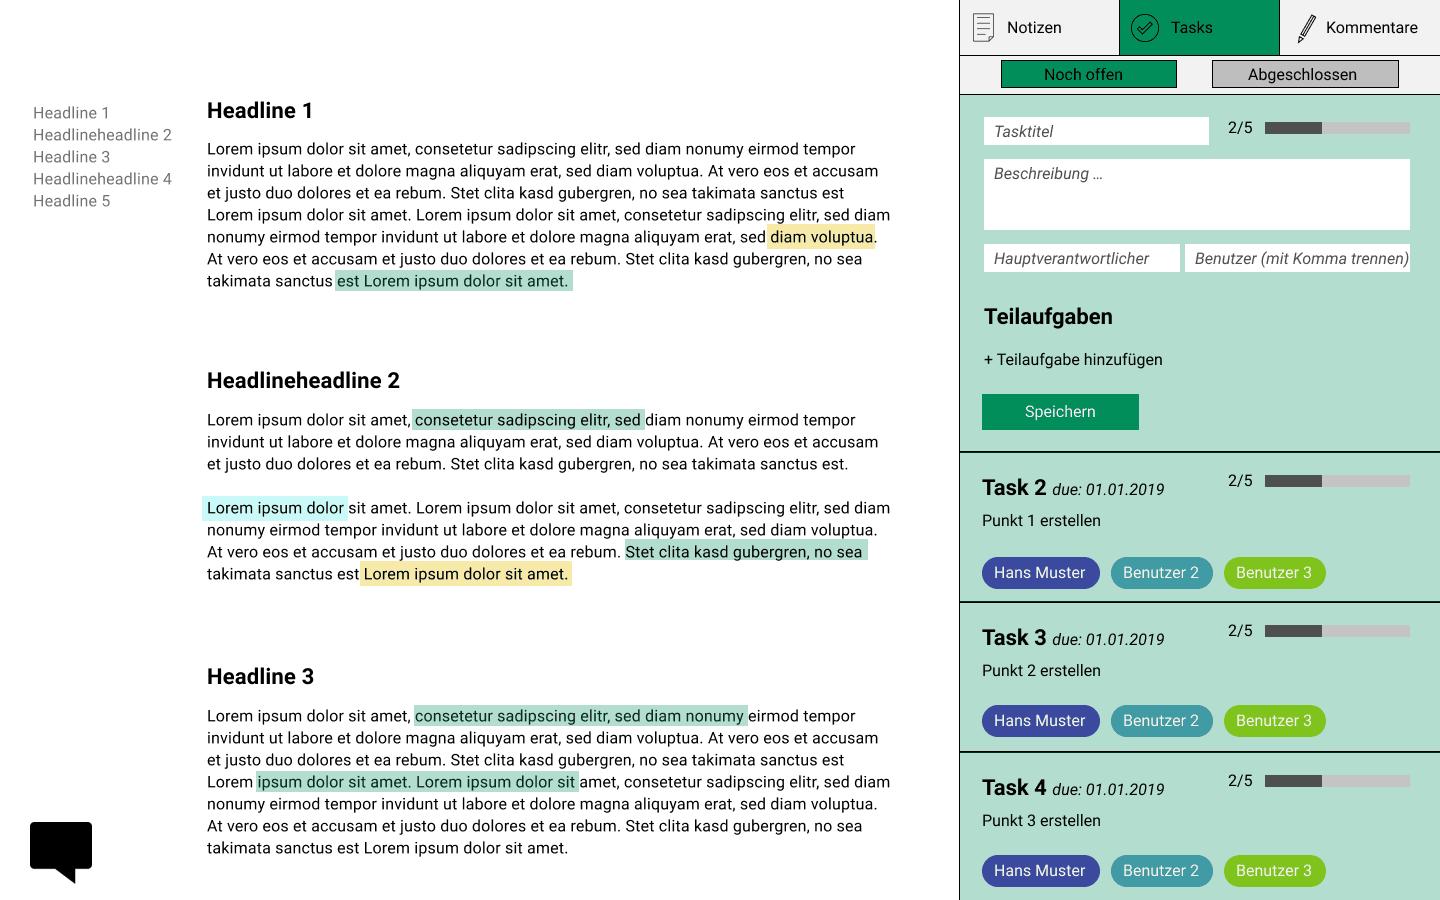 Headline 1
Headlineheadline 2
Headline 3
Headlineheadline 4
Headline 5
Headline 1
Lorem ipsum dolor sit amet, consetetur sadipscing elitr, sed diam nonumy eirmod tempor
invidunt ut labore et dolore magna aliquyam erat, sed diam voluptua. At vero eos et accusam
et justo duo dolores et ea rebum. Stet clita kasd gubergren, no sea takimata sanctus est
Lorem ipsum dolor sit amet. Lorem ipsum dolor sit amet, consetetur sadipscing elitr, sed diam
nonumy eirmod tempor invidunt ut labore et dolore magna aliquyam erat, sed diam voluptua.
At vero eos et accusam et justo duo dolores et ea rebum. Stet clita kasd gubergren, no sea
takimata sanctus est Lorem ipsum dolor sit amet.
Headlineheadline 2
Lorem ipsum dolor sit amet, consetetur sadipscing elitr, sed diam nonumy eirmod tempor
invidunt ut labore et dolore magna aliquyam erat, sed diam voluptua. At vero eos et accusam
et justo duo dolores et ea rebum. Stet clita kasd gubergren, no sea takimata sanctus est.
Lorem ipsum dolor sit amet. Lorem ipsum dolor sit amet, consetetur sadipscing elitr, sed diam
nonumy eirmod tempor invidunt ut labore et dolore magna aliquyam erat, sed diam voluptua.
At vero eos et accusam et justo duo dolores et ea rebum. Stet clita kasd gubergren, no sea
takimata sanctus est Lorem ipsum dolor sit amet.
Headline 3
Lorem ipsum dolor sit amet, consetetur sadipscing elitr, sed diam nonumy eirmod tempor
invidunt ut labore et dolore magna aliquyam erat, sed diam voluptua. At vero eos et accusam
et justo duo dolores et ea rebum. Stet clita kasd gubergren, no sea takimata sanctus est
Lorem ipsum dolor sit amet. Lorem ipsum dolor sit amet, consetetur sadipscing elitr, sed diam
nonumy eirmod tempor invidunt ut labore et dolore magna aliquyam erat, sed diam voluptua.
At vero eos et accusam et justo duo dolores et ea rebum. Stet clita kasd gubergren, no sea
takimata sanctus est Lorem ipsum dolor sit amet.
Notizen Tasks Kommentare
Noch offen Abgeschlossen
Tasktitel 2/5
Beschreibung ...
Hauptverantwortlicher Benutzer (mit Komma trennen)
Teilaufgaben
+ Teilaufgabe hinzufügen
Speichern
Task 2 due: 01.01.2019 2/5
Punkt 1 erstellen
Hans Muster Benutzer 2 Benutzer 3
Task 3 due: 01.01.2019 2/5
Punkt 2 erstellen
Hans Muster Benutzer 2 Benutzer 3
Task 4 due: 01.01.2019 2/5
Punkt 3 erstellen
Hans Muster Benutzer 2 Benutzer 3